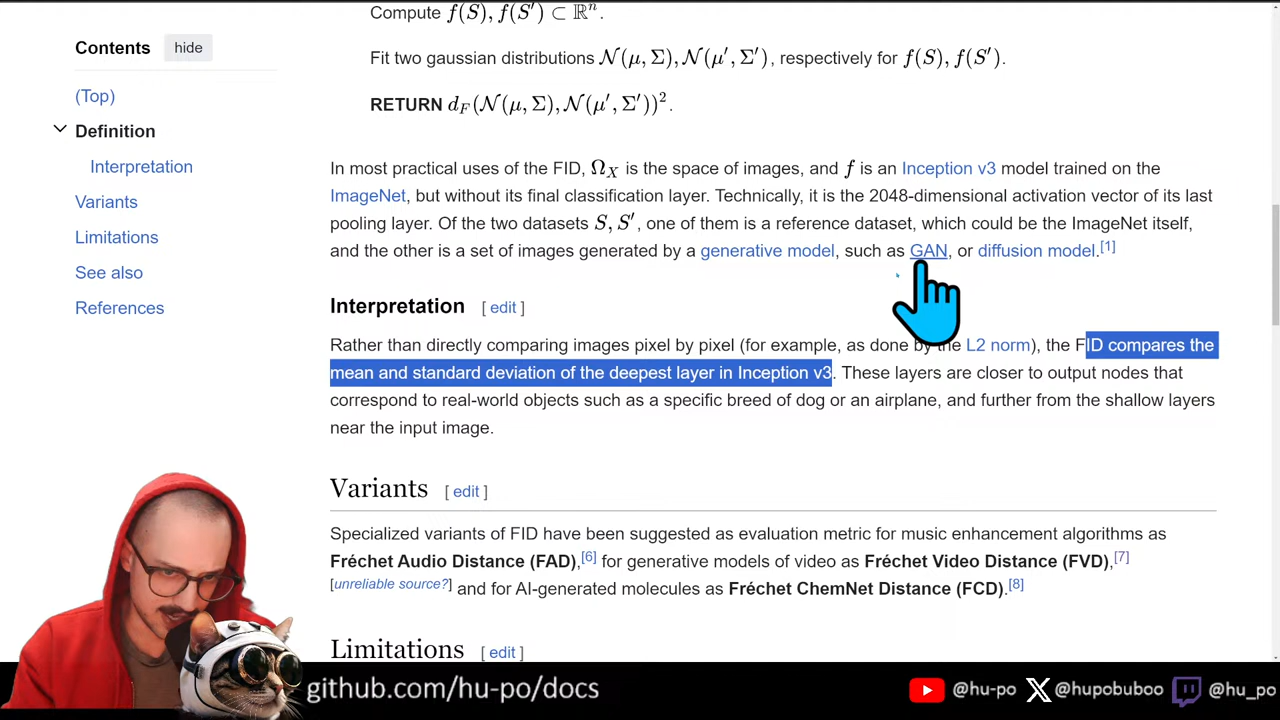 Compute f(S), f(S′) ⊂ ℝⁿ.
Contents hide
Fit two gaussian distributions 𝒩(μ, Σ), 𝒩(μ′, Σ′), respectively for f(S), f(S′).
(Top)
RETURN d_F(𝒩(μ, Σ), 𝒩(μ′, Σ′))².
Definition
Interpretation
Variants
Limitations
See also
References
In most practical uses of the FID, Ω_X is the space of images, and f is an Inception v3 model trained on the
ImageNet, but without its final classification layer. Technically, it is the 2048-dimensional activation vector of its last
pooling layer. Of the two datasets S, S′, one of them is a reference dataset, which could be the ImageNet itself,
and the other is a set of images generated by a generative model, such as GAN, or diffusion model.[1]
Interpretation [ edit ]
Rather than directly comparing images pixel by pixel (for example, as done by the L2 norm), the FID compares the
mean and standard deviation of the deepest layer in Inception v3. These layers are closer to output nodes that
correspond to real-world objects such as a specific breed of dog or an airplane, and further from the shallow layers
near the input image.
Variants [ edit ]
Specialized variants of FID have been suggested as evaluation metric for music enhancement algorithms as
Fréchet Audio Distance (FAD),[6] for generative models of video as Fréchet Video Distance (FVD),[7]
[unreliable source?] and for AI-generated molecules as Fréchet ChemNet Distance (FCD).[8]
Limitations [ edit ]
github.com/hu-po/docs
@hu-po @hupobuboo @hu_po